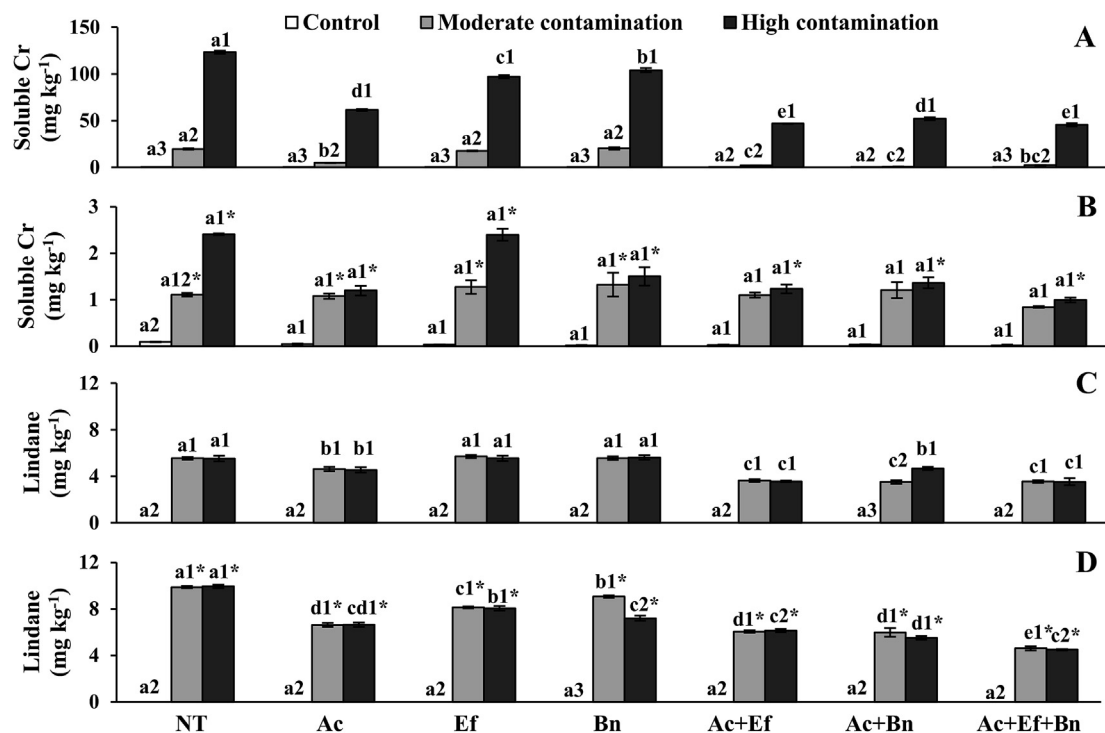 Control Moderate contamination High contamination
A
Soluble Cr
(mg kg-1)
150
100
50
0
a3 a2 a1
a3 b2 d1
a3 a2 c1
a3 a2 b1
a2 c2 e1
a2 c2 d1
a3 bc2 e1
B
Soluble Cr
(mg kg-1)
3
2
1
0
a2 a12* a1*
a1 a1* a1*
a1 a1* a1*
a1 a1* a1*
a1 a1 a1*
a1 a1 a1*
a1 a1 a1*
C
Lindane
(mg kg-1)
12
8
4
0
a2 a1 a1
a2 b1 b1
a2 a1 a1
a2 a1 a1
a2 c1 c1
a3 c2 b1
a2 c1 c1
D
Lindane
(mg kg-1)
12
8
4
0
a2 a1* a1*
a2 d1* cd1*
a2 c1* b1*
a3 b1* c2*
a2 d1* c2*
a2 d1* d1*
a2 e1* c2*
NT Ac Ef Bn Ac+Ef Ac+Bn Ac+Ef+Bn